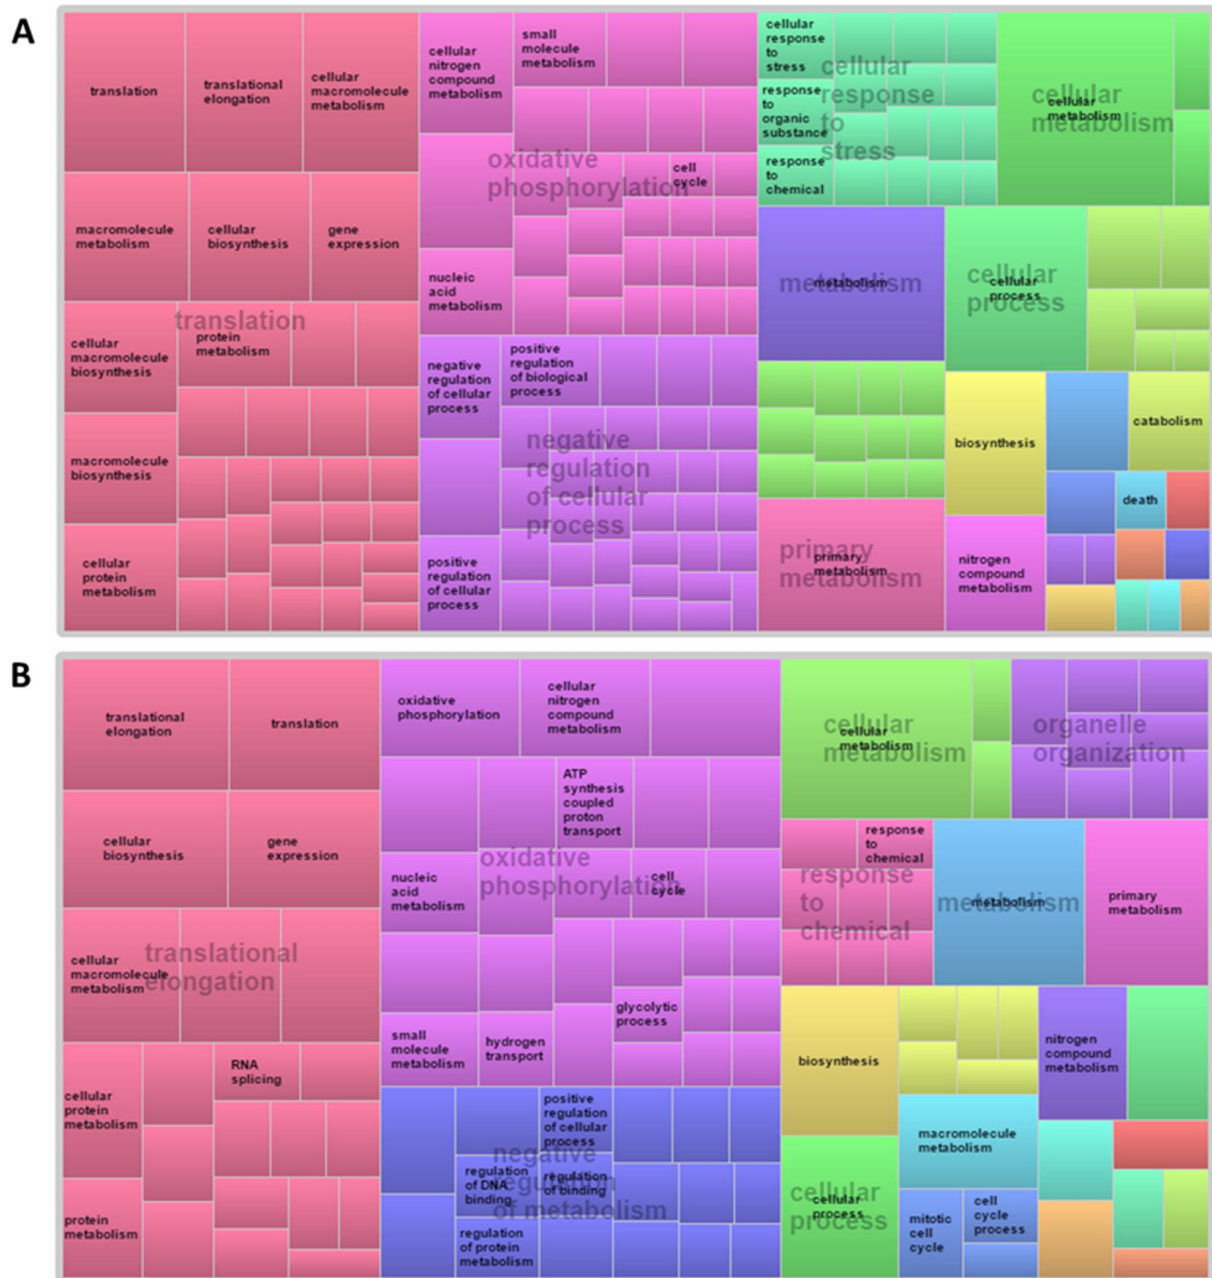 A
translation
translational
elongation
cellular
macromolecule
metabolism
macromolecule
metabolism
cellular
biosynthesis
gene
expression
translation
cellular
macromolecule
biosynthesis
protein
metabolism
macromolecule
biosynthesis
cellular
protein
metabolism
cellular
nitrogen
compound
metabolism
small
molecule
metabolism
oxidative
phosphorylation
cell
cycle
nucleic
acid
metabolism
negative
regulation
of cellular
process
positive
regulation
of biological
process
negative
regulation
of cellular
process
positive
regulation
of cellular
process
cellular
response
to
stress
response
to
organic
substance
response
to
chemical
cellular
response
to
stress
cellular
metabolism
cellular
metabolism
metabolism
metabolism
cellular
process
cellular
process
biosynthesis
catabolism
death
primary
metabolism
primary
metabolism
nitrogen
compound
metabolism
B
translational
elongation
translation
cellular
biosynthesis
gene
expression
translational
elongation
cellular
macromolecule
metabolism
cellular
protein
metabolism
RNA
splicing
protein
metabolism
oxidative
phosphorylation
cellular
nitrogen
compound
metabolism
ATP
synthesis
coupled
proton
transport
oxidative
phosphorylation
nucleic
acid
metabolism
cell
cycle
small
molecule
metabolism
hydrogen
transport
glycolytic
process
positive
regulation
of cellular
process
negative
regulation
of metabolism
regulation
of DNA
binding
regulation
of binding
regulation
of protein
metabolism
cellular
metabolism
cellular
metabolism
organelle
organization
response
to
chemical
response
to
chemical
metabolism
metabolism
primary
metabolism
biosynthesis
nitrogen
compound
metabolism
macromolecule
metabolism
cellular
process
cellular
process
mitotic
cell
cycle
cell
cycle
process